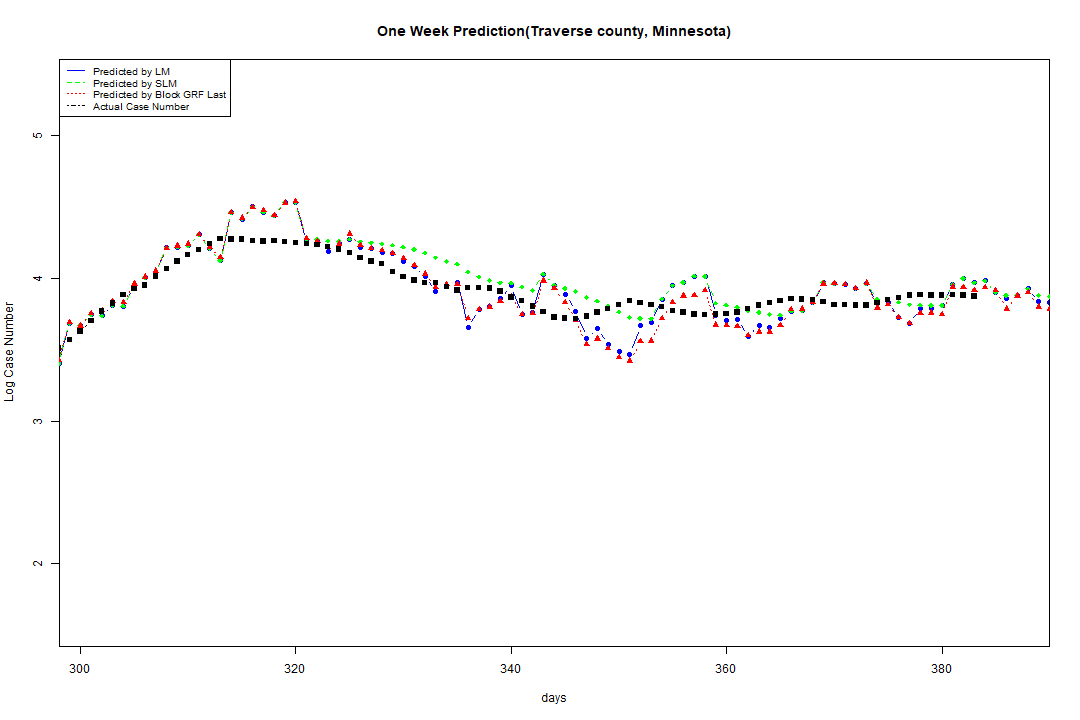 One Week Prediction(Traverse county, Minnesota)
Predicted by LM
Predicted by SLM
Predicted by Block GRF Last
Actual Case Number
5
4
3
2
Log Case Number
300 320 340 360 380
days